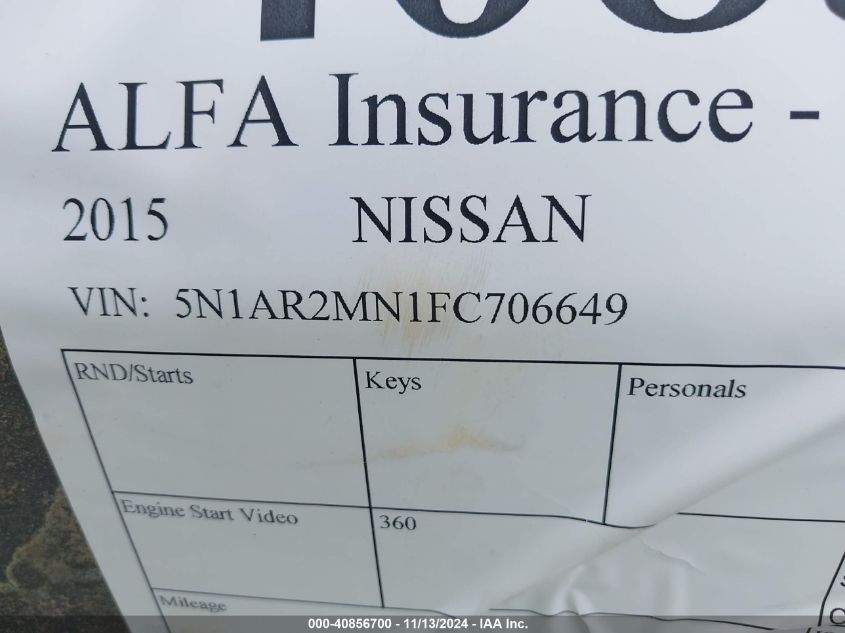 ALFA Insurance -
2015 NISSAN
VIN: 5N1AR2MN1FC706649
RND/Starts Keys Personals
Engine Start Video 360
Mileage
000-40856700 - 11/13/2024 - IAA Inc.